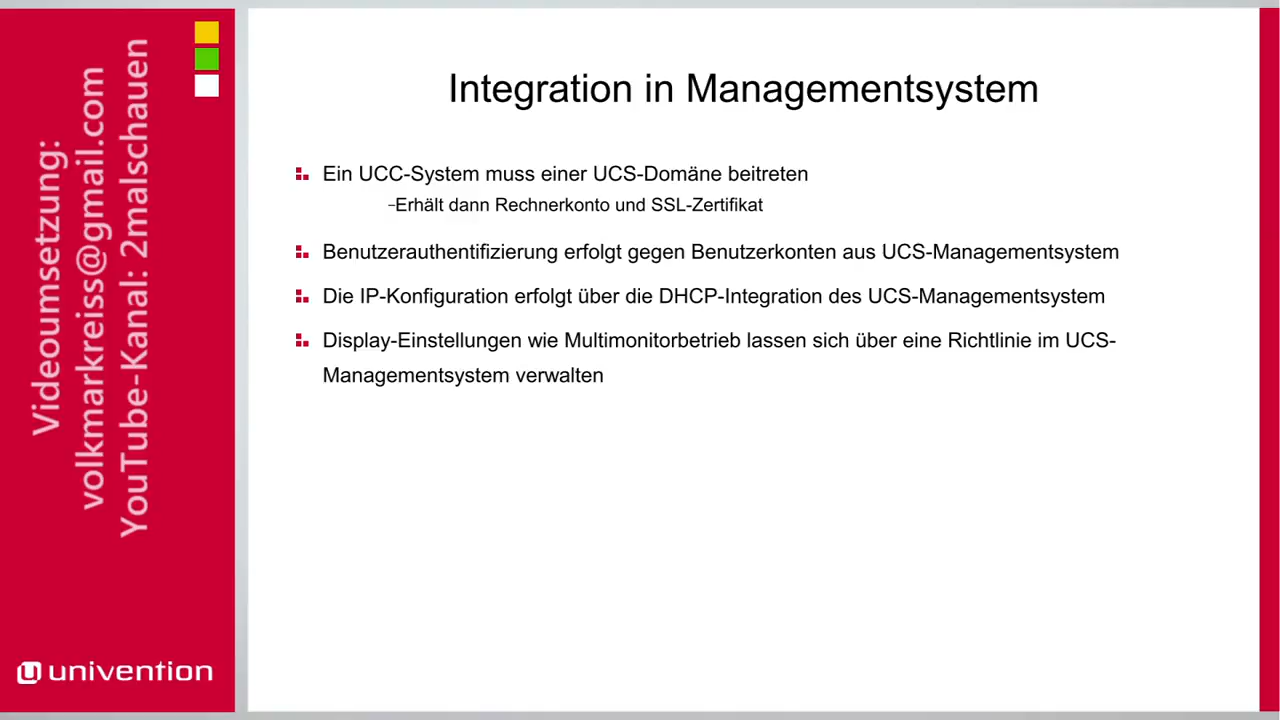 Videoumsetzung:
volkmarkreiss@gmail.com
YouTube-Kanal: 2malschauen
univention
Integration in Managementsystem
Ein UCC-System muss einer UCS-Domäne beitreten
–Erhält dann Rechnerkonto und SSL-Zertifikat
Benutzerauthentifizierung erfolgt gegen Benutzerkonten aus UCS-Managementsystem
Die IP-Konfiguration erfolgt über die DHCP-Integration des UCS-Managementsystem
Display-Einstellungen wie Multimonitorbetrieb lassen sich über eine Richtlinie im UCS-
Managementsystem verwalten